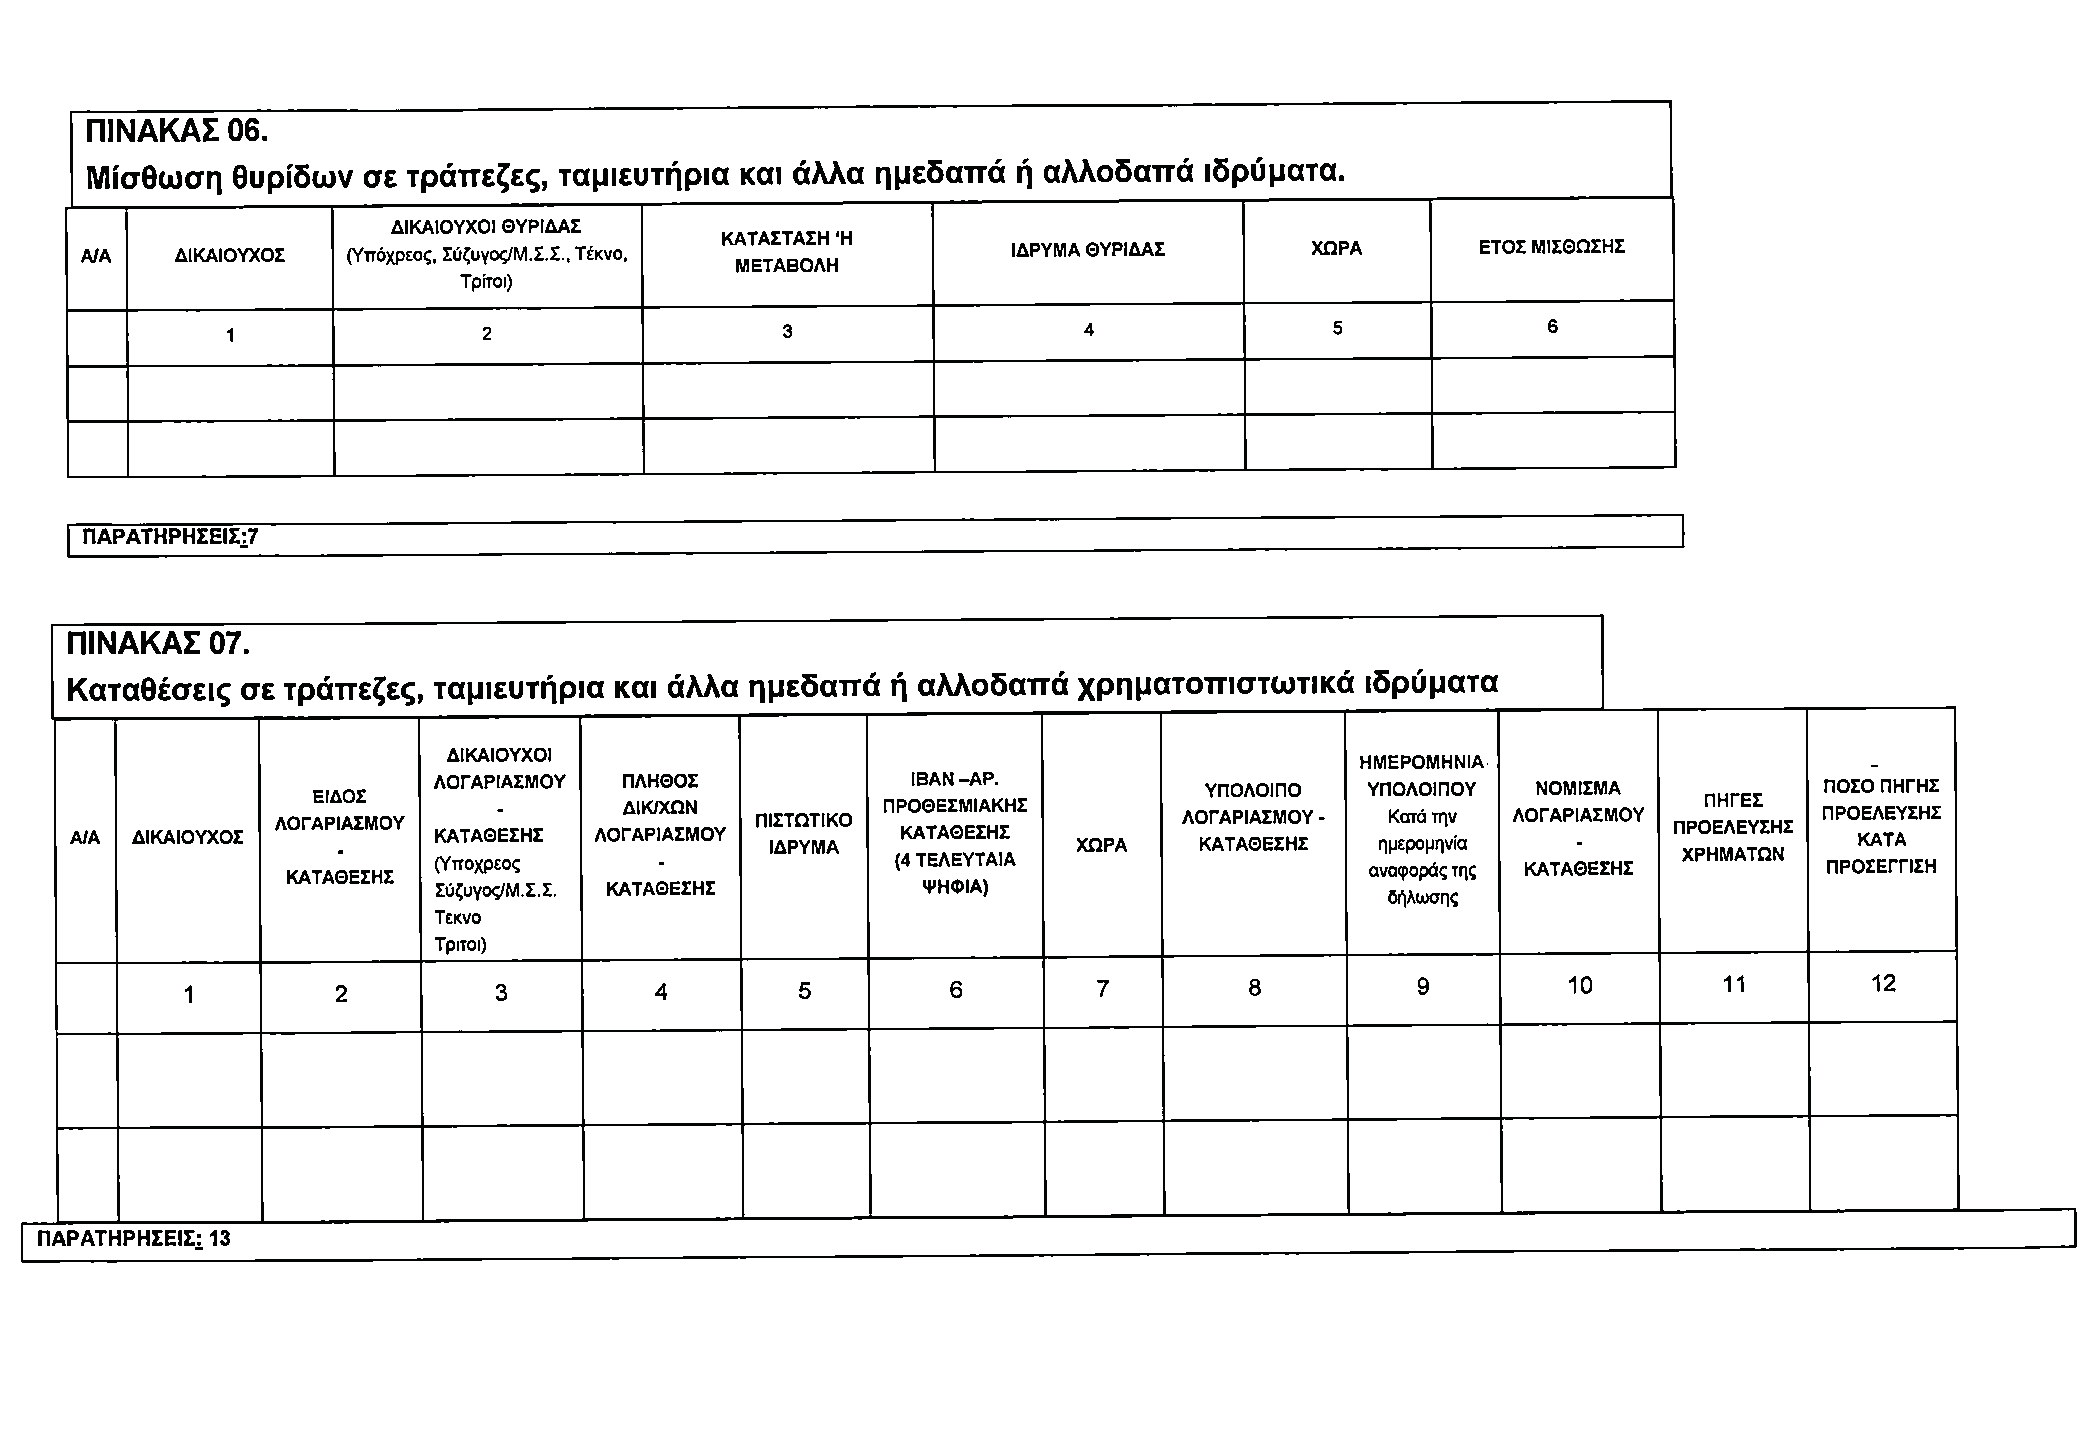 ΠΙΝΑΚΑΣ 06.
Μίσθωση θυρίδων σε τράπεζες, ταμιευτήρια και άλλα ημεδαπά ή αλλοδαπά ιδρύματα.
Α/Α
ΔΙΚΑΙΟΥΧΟΣ
ΔΙΚΑΙΟΥΧΟΙ ΘΥΡΙΔΑΣ
(Υπόχρεος, Σύζυγος/Μ.Σ.Σ., Τέκνο,
Τρίτοι)
ΚΑΤΑΣΤΑΣΗ 'Η
ΜΕΤΑΒΟΛΗ
ΙΔΡΥΜΑ ΘΥΡΙΔΑΣ
ΧΩΡΑ
ΕΤΟΣ ΜΙΣΘΩΣΗΣ
1 2 3 4 5 6
ΠΑΡΑΤΗΡΗΣΕΙΣ:7
ΠΙΝΑΚΑΣ 07.
Καταθέσεις σε τράπεζες, ταμιευτήρια και άλλα ημεδαπά ή αλλοδαπά χρηματοπιστωτικά ιδρύματα
Α/Α
ΔΙΚΑΙΟΥΧΟΣ
ΕΙΔΟΣ
ΛΟΓΑΡΙΑΣΜΟΥ
-
ΚΑΤΑΘΕΣΗΣ
ΔΙΚΑΙΟΥΧΟΙ
ΛΟΓΑΡΙΑΣΜΟΥ
-
ΚΑΤΑΘΕΣΗΣ
(Υποχρεος
Σύζυγος/Μ.Σ.Σ.
Τεκνο
Τριτοι)
ΠΛΗΘΟΣ
ΔΙΚ/ΧΩΝ
ΛΟΓΑΡΙΑΣΜΟΥ
-
ΚΑΤΑΘΕΣΗΣ
ΠΙΣΤΩΤΙΚΟ
ΙΔΡΥΜΑ
ΙΒΑΝ –ΑΡ.
ΠΡΟΘΕΣΜΙΑΚΗΣ
ΚΑΤΑΘΕΣΗΣ
(4 ΤΕΛΕΥΤΑΙΑ
ΨΗΦΙΑ)
ΧΩΡΑ
ΥΠΟΛΟΙΠΟ
ΛΟΓΑΡΙΑΣΜΟΥ -
ΚΑΤΑΘΕΣΗΣ
ΗΜΕΡΟΜΗΝΙΑ
ΥΠΟΛΟΙΠΟΥ
Κατά την
ημερομηνία
αναφοράς της
δήλωσης
ΝΟΜΙΣΜΑ
ΛΟΓΑΡΙΑΣΜΟΥ
-
ΚΑΤΑΘΕΣΗΣ
ΠΗΓΕΣ
ΠΡΟΕΛΕΥΣΗΣ
ΧΡΗΜΑΤΩΝ
–
ΠΟΣΟ ΠΗΓΗΣ
ΠΡΟΕΛΕΥΣΗΣ
ΚΑΤΑ
ΠΡΟΣΕΓΓΙΣΗ
1 2 3 4 5 6 7 8 9 10 11 12
ΠΑΡΑΤΗΡΗΣΕΙΣ: 13